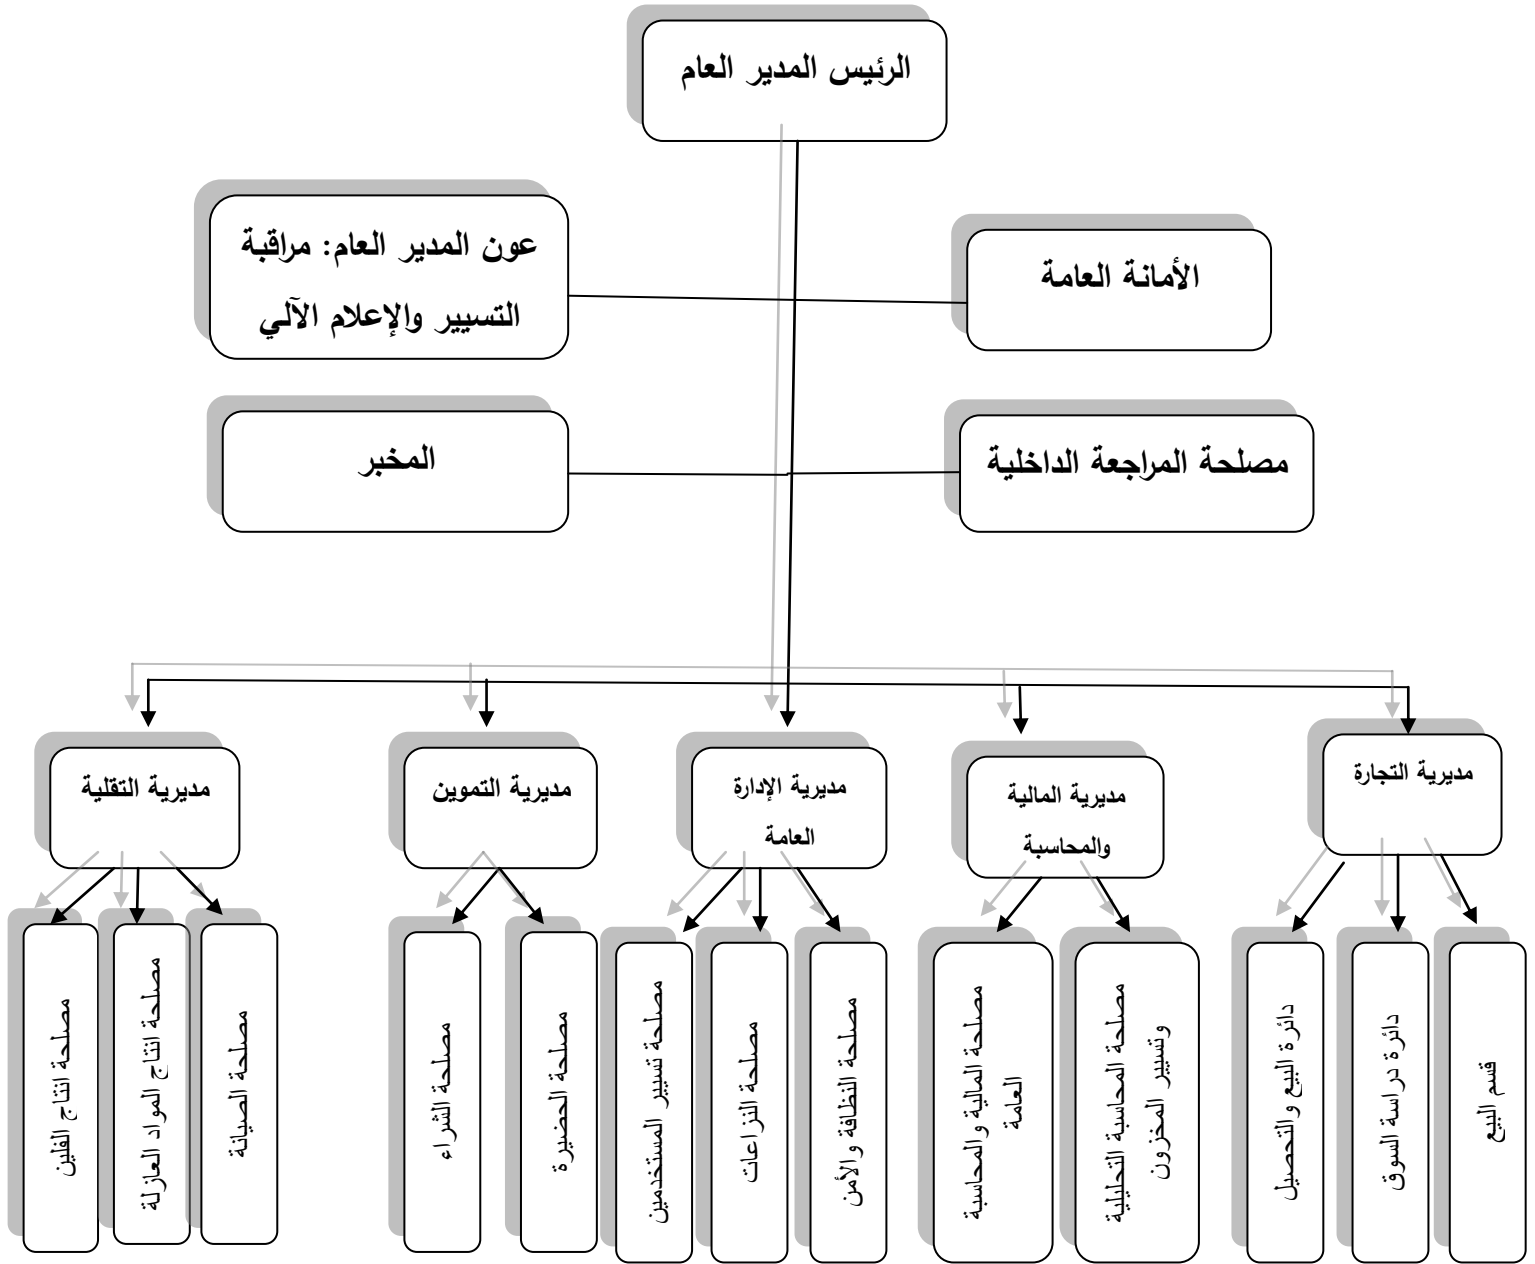 الرئيس المدير العام
الأمانة العامة
عون المدير العام: مراقبة
التسيير والإعلام الآلي
مصلحة المراجعة الداخلية
المخبر
مديرية التجارة
مديرية المالية
والمحاسبة
مديرية الإدارة
العامة
مديرية التموين
مديرية التقلية
قسم البيع
دائرة دراسة السوق
دائرة البيع والتحصيل
مصلحة المحاسبة التحليلية
وتسيير المخزون
مصلحة المالية والمحاسبة
العامة
مصلحة النظافة والأمن
مصلحة النزاعات
مصلحة تسيير المستخدمين
مصلحة الحضيرة
مصلحة الشراء
مصلحة الصيانة
مصلحة انتاج المواد العازلة
مصلحة انتاج الفلين